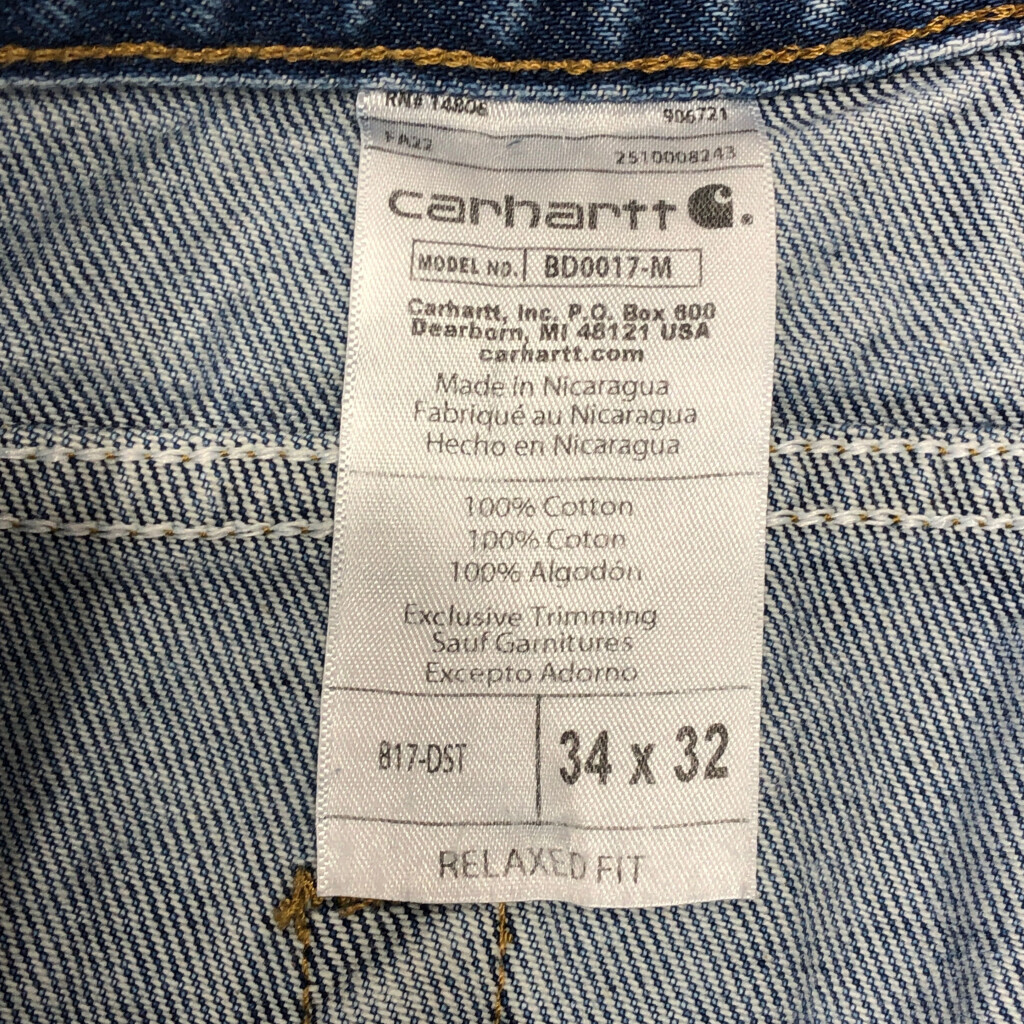 RN# 14806 906721
FA22 2510008243
carhartt
MODEL NO. BD0017-M
Carhartt, Inc. P.O. Box 600
Dearborn, MI 48121 USA
carhartt.com
Made in Nicaragua
Fabriqué au Nicaragua
Hecho en Nicaragua
100% Cotton
100% Coton
100% Algodón
Exclusive Trimming
Sauf Garnitures
Excepto Adorno
B17-DST 34 x 32
RELAXED FIT